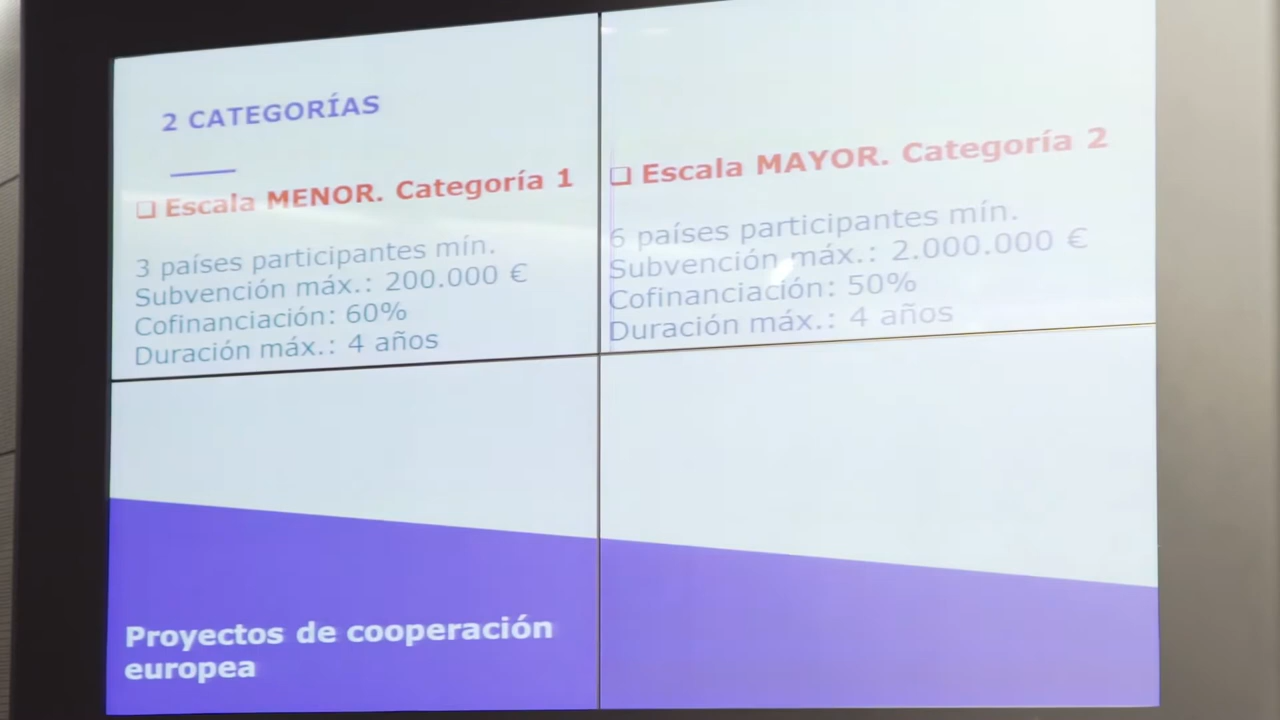 2 CATEGORÍAS
❑ Escala MENOR. Categoría 1
3 países participantes mín.
Subvención máx.: 200.000 €
Cofinanciación: 60%
Duración máx.: 4 años
❑ Escala MAYOR. Categoría 2
6 países participantes mín.
Subvención máx.: 2.000.000 €
Cofinanciación: 50%
Duración máx.: 4 años
Proyectos de cooperación
europea